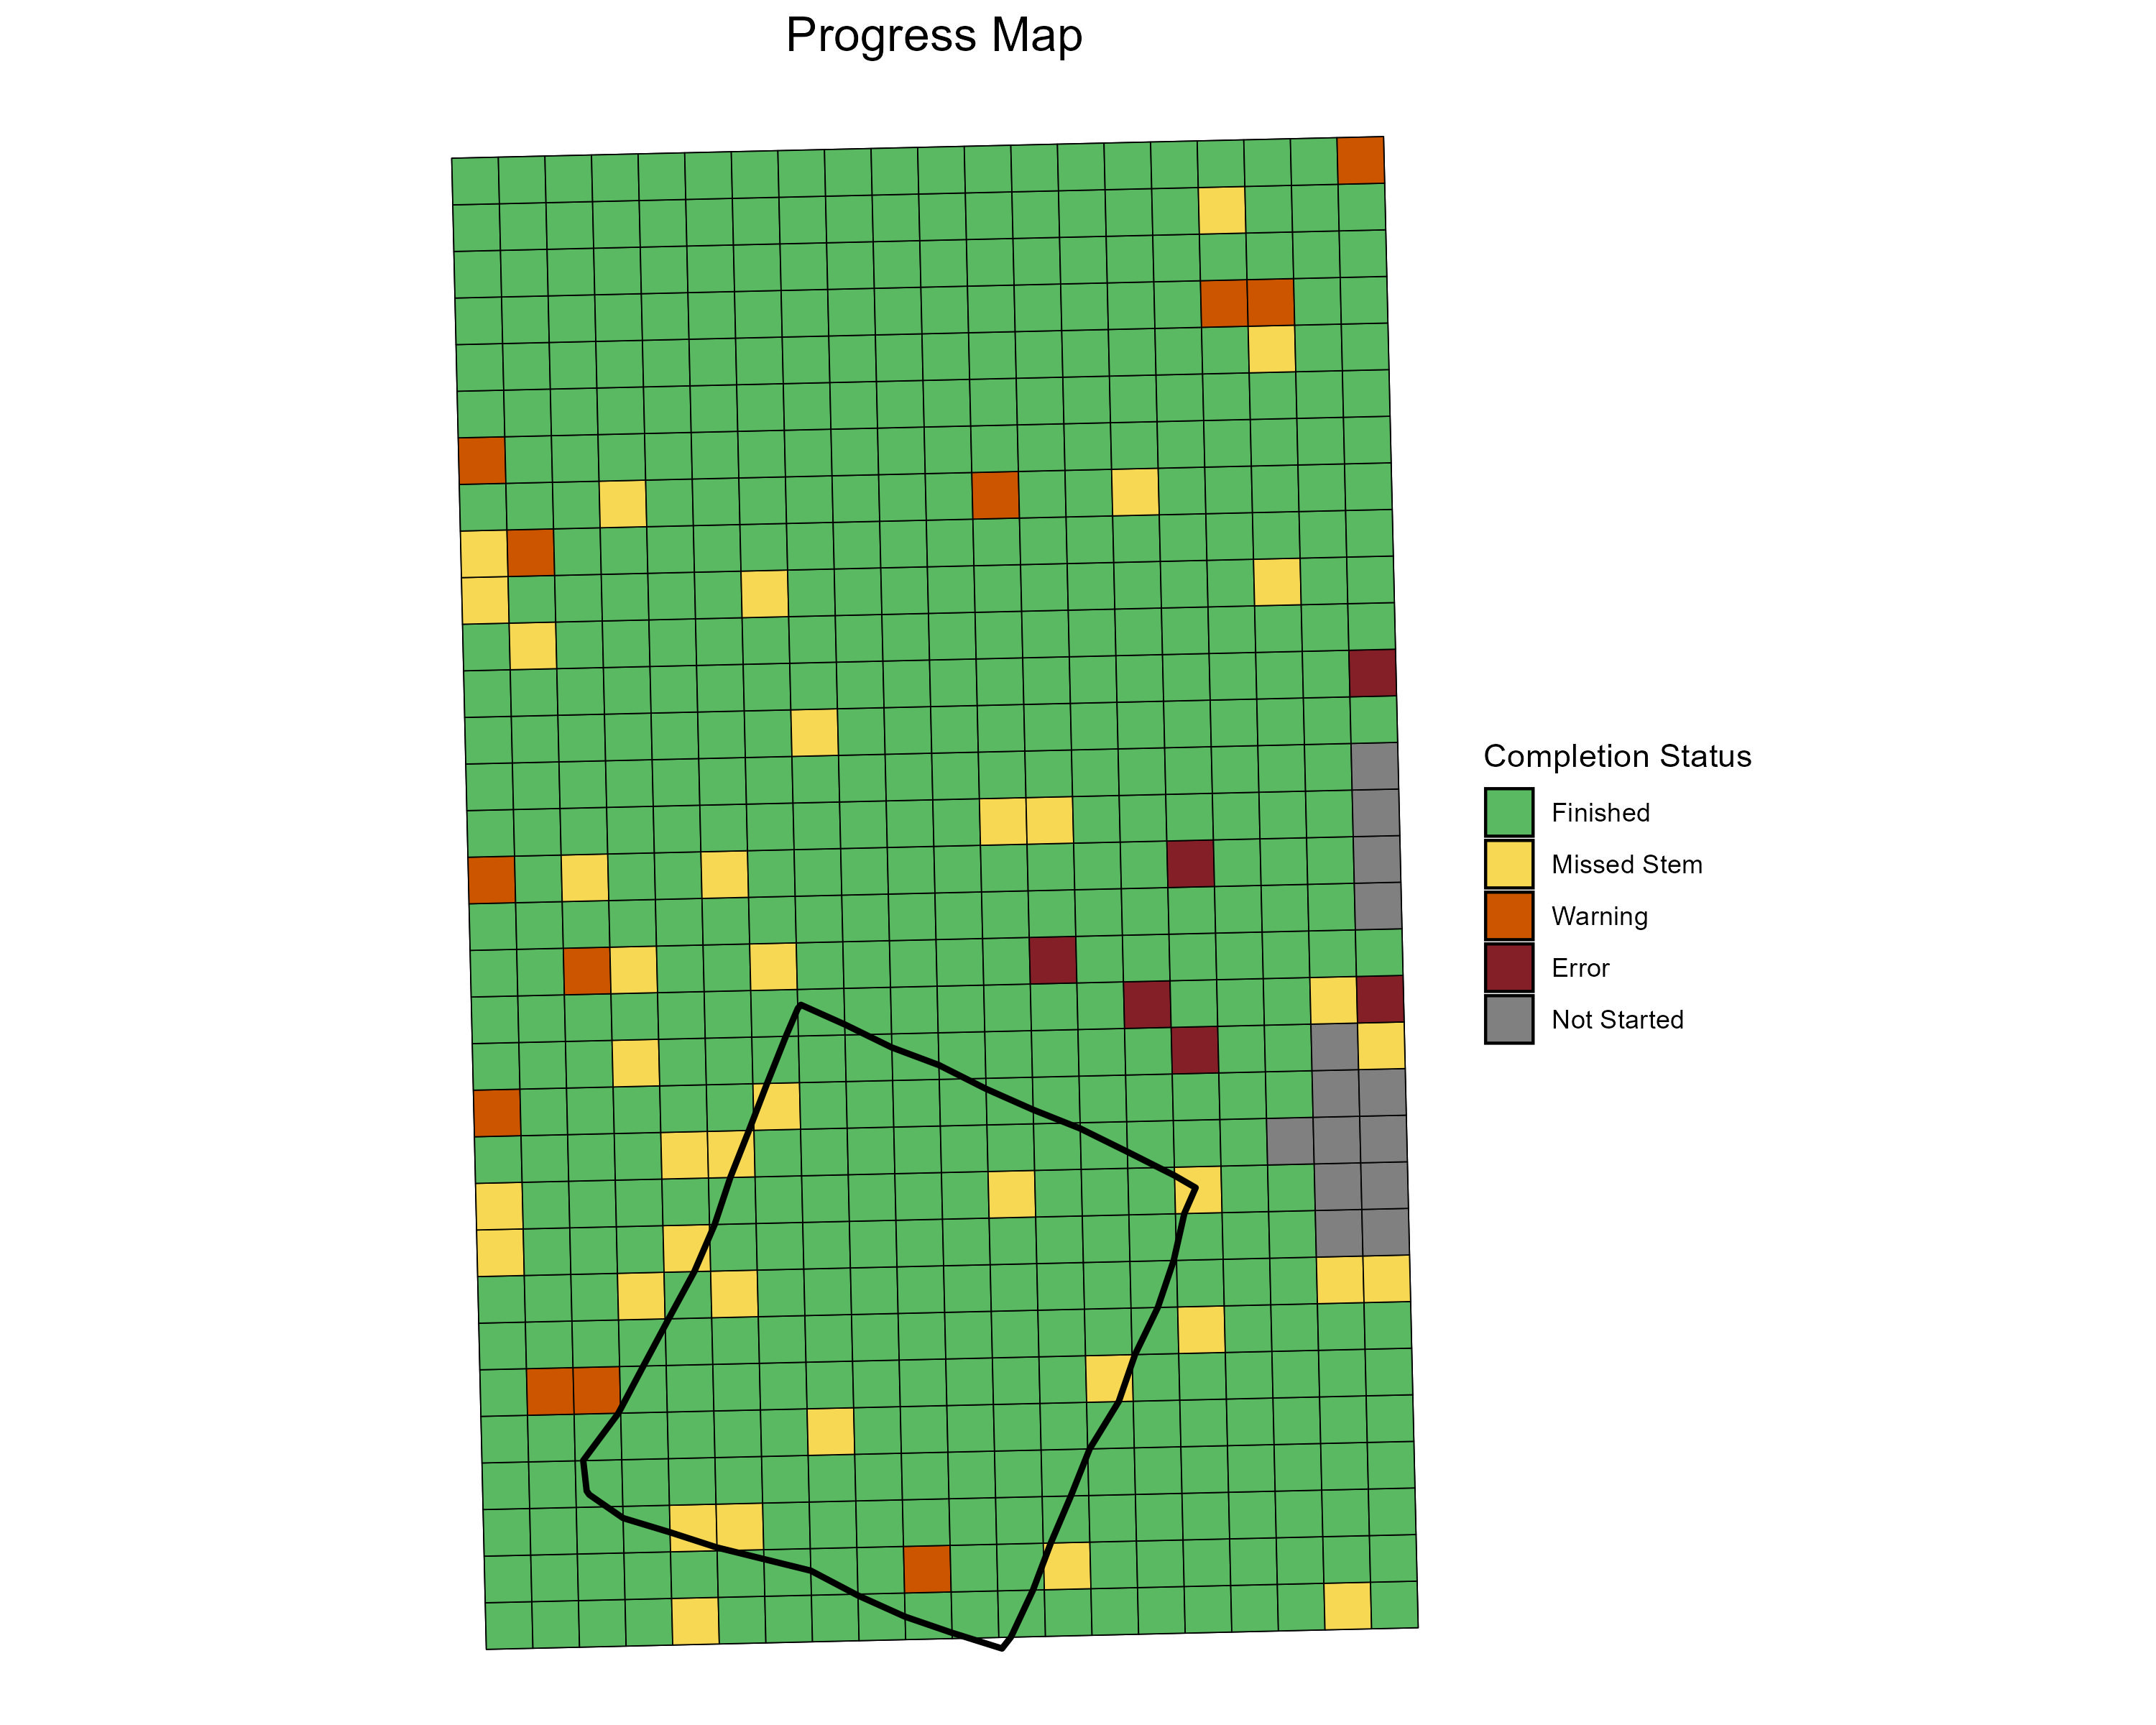 Progress Map
Completion Status
Finished
Missed Stem
Warning
Error
Not Started